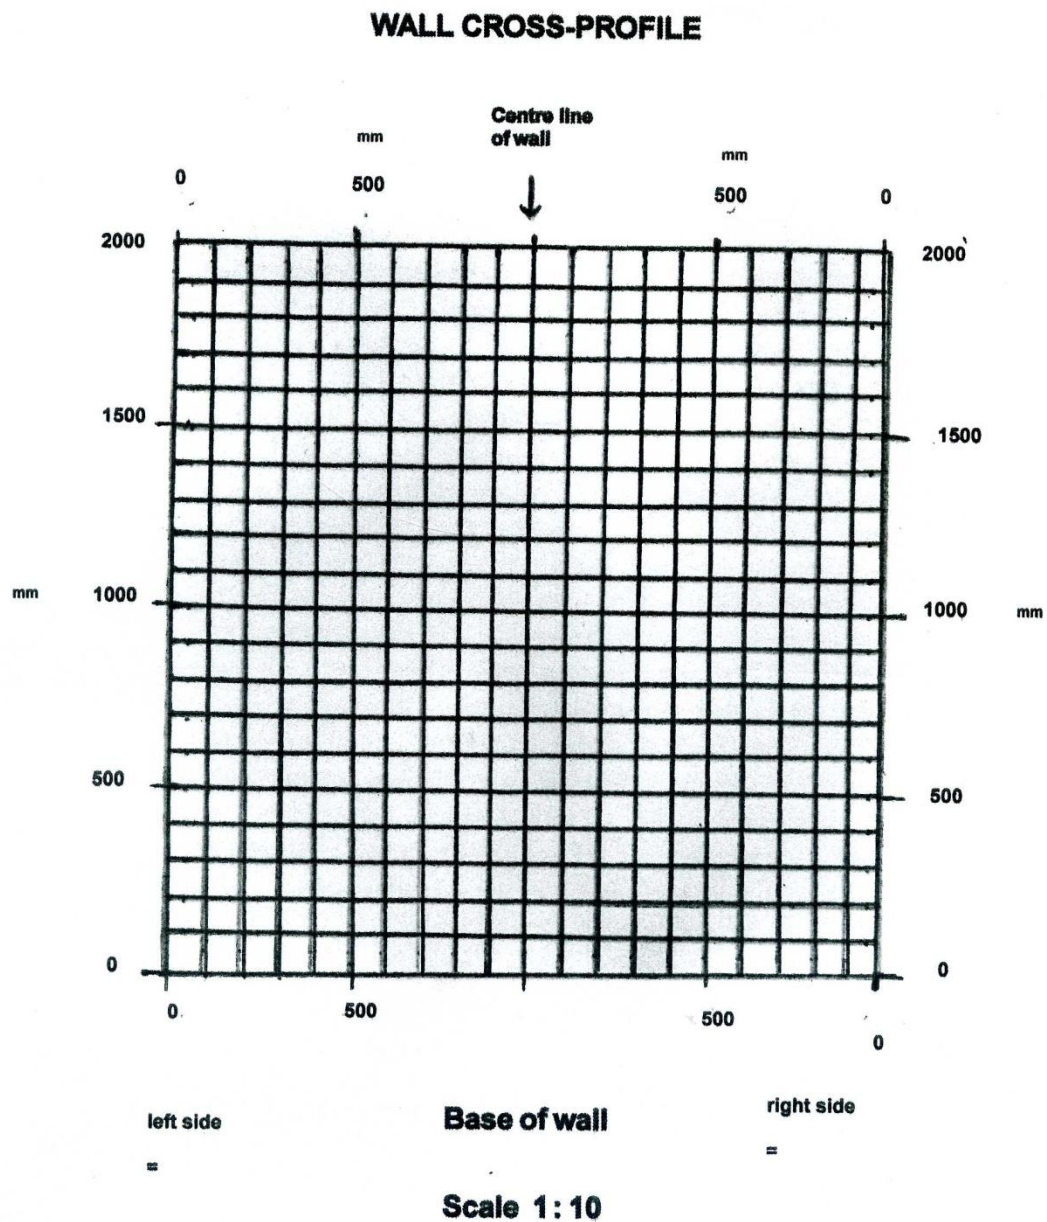 WALL CROSS-PROFILE
Centre line
of wall
mm
mm
0
500
500
0
2000
2000
1500
1500
mm
1000
1000
mm
500
500
0
0
0
500
500
0
left side
Base of wall
right side
=
=
Scale 1:10